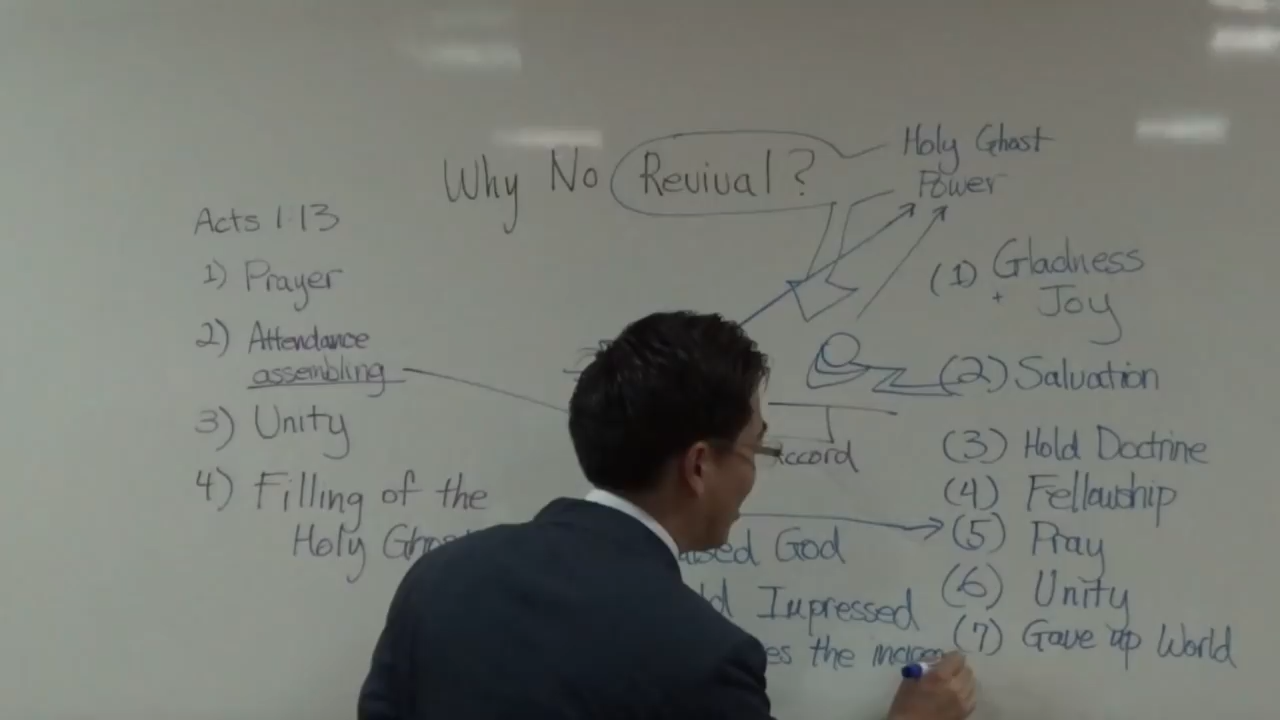 Why No Revival?
Holy Ghost
Power
Acts 1:13
1) Prayer
2) Attendance
assembling
3) Unity
4) Filling of the
Holy Ghost
Accord
God
Impressed
the
(1) Gladness
+ Joy
(2) Salvation
(3) Hold Doctrine
(4) Fellowship
(5) Pray
(6) Unity
(7) Gave up World